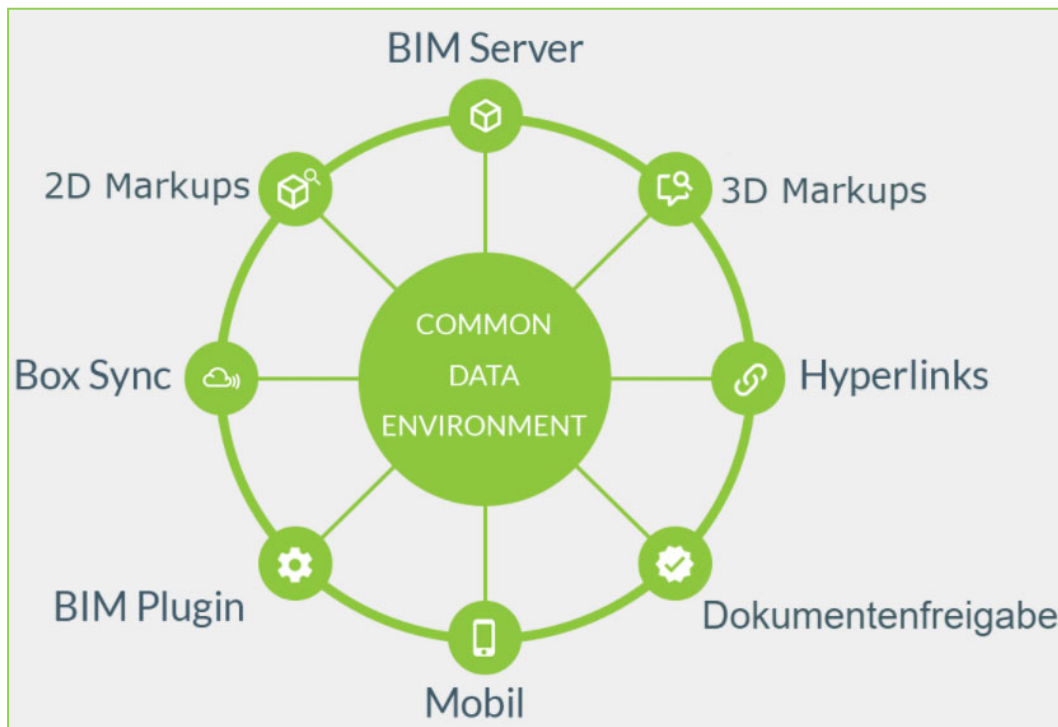 BIM Server
2D Markups
3D Markups
COMMON
DATA
ENVIRONMENT
Box Sync
Hyperlinks
BIM Plugin
Dokumentenfreigabe
Mobil